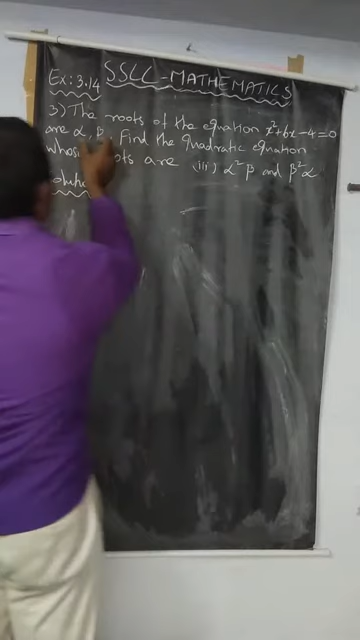 Ex: 3.14 SSLC - MATHEMATICS
3) The roots of the equation x²+6x-4=0
are α, β. Find the quadratic equation
whose are (iii) α²β and β²α